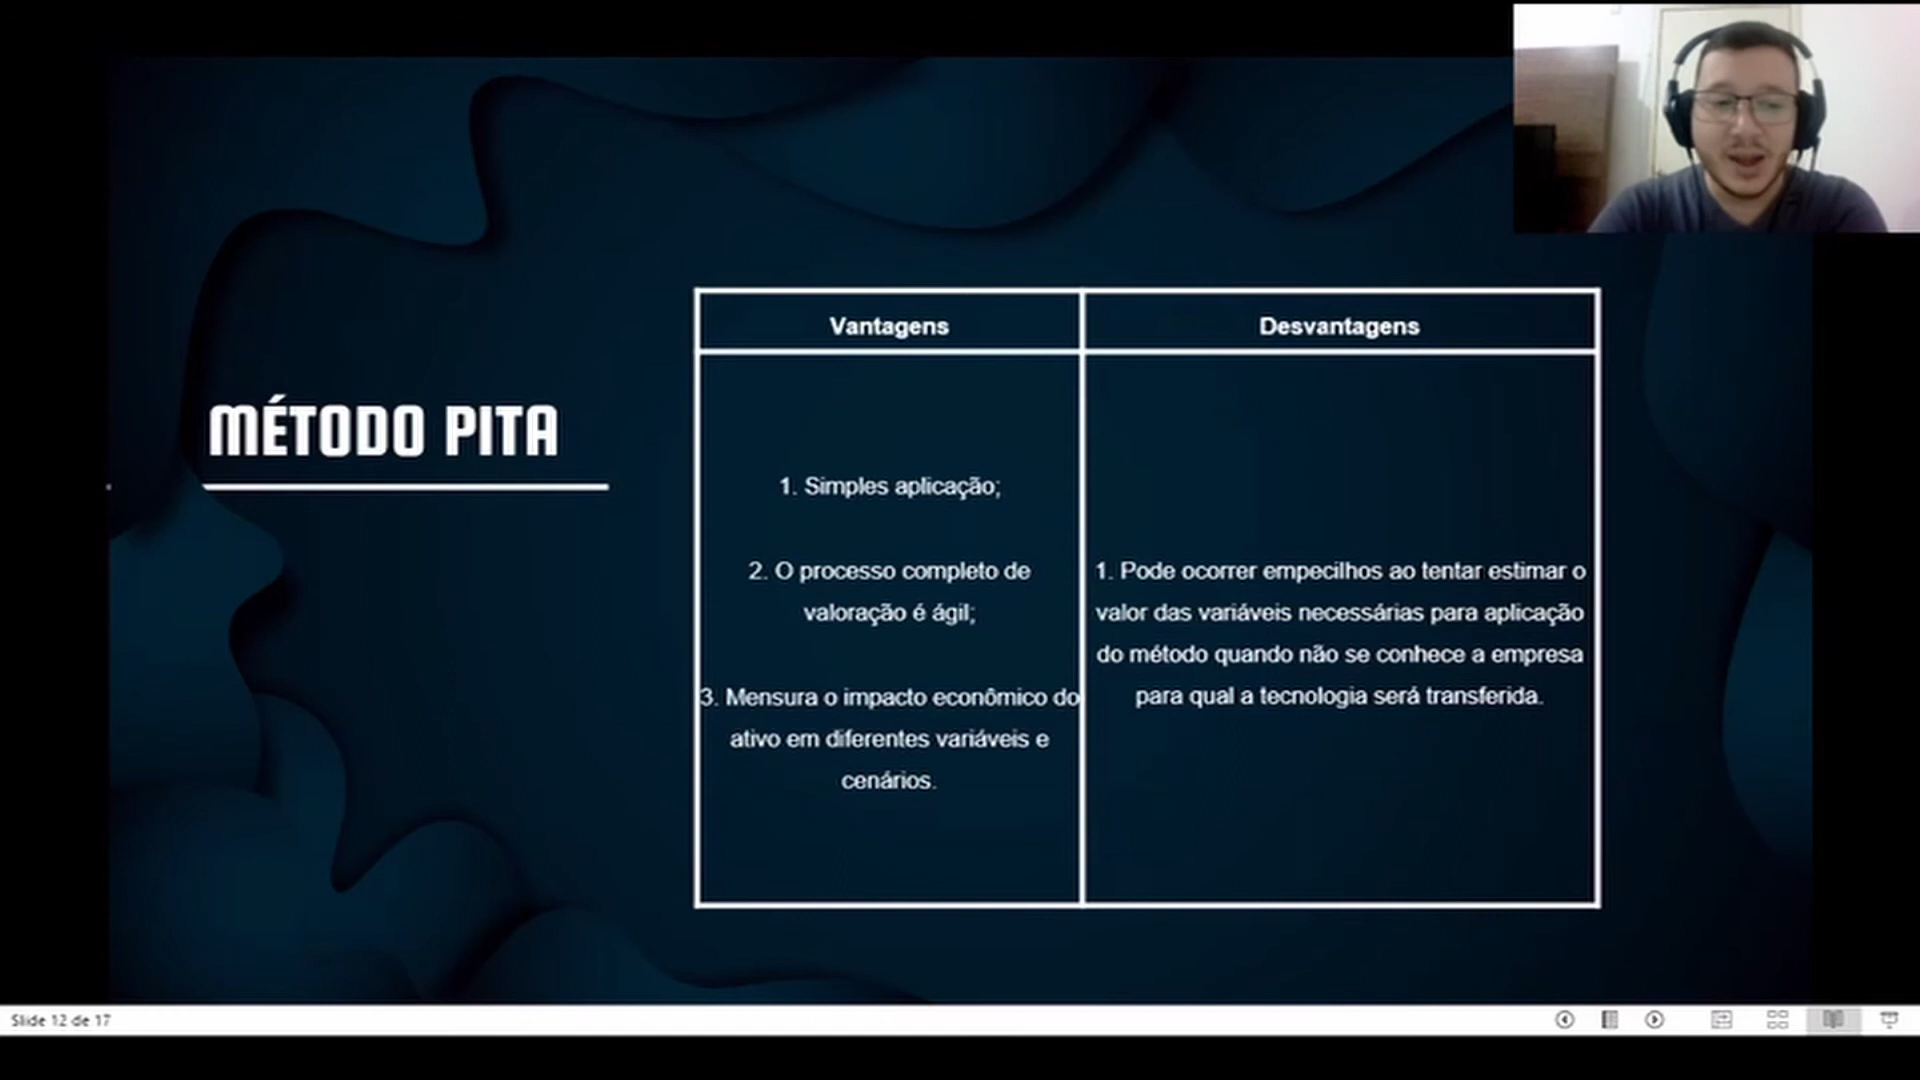 MÉTODO PITA
Vantagens
Desvantagens
1. Simples aplicação;
2. O processo completo de
valoração é ágil;
3. Mensura o impacto econômico do
ativo em diferentes variáveis e
cenários.
1. Pode ocorrer empecilhos ao tentar estimar o
valor das variáveis necessárias para aplicação
do método quando não se conhece a empresa
para qual a tecnologia será transferida.
Slide 12 de 17